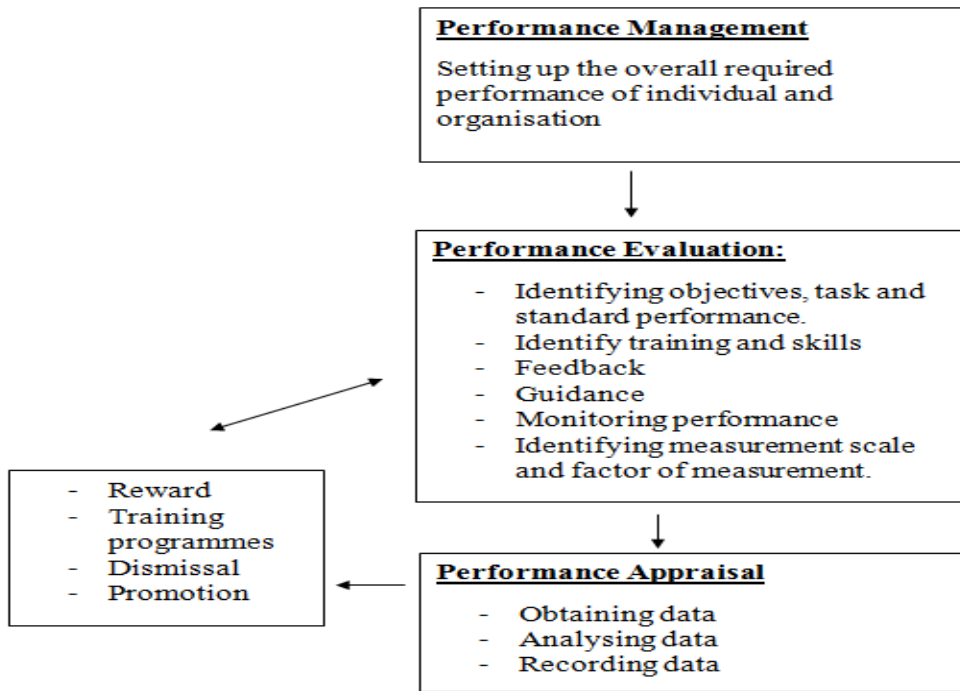 Performance Management
Setting up the overall required
performance of individual and
organisation
Performance Evaluation:
- Identifying objectives, task and
standard performance.
- Identify training and skills
- Feedback
- Guidance
- Monitoring performance
- Identifying measurement scale
and factor of measurement.
- Reward
- Training
programmes
- Dismissal
- Promotion
Performance Appraisal
- Obtaining data
- Analysing data
- Recording data